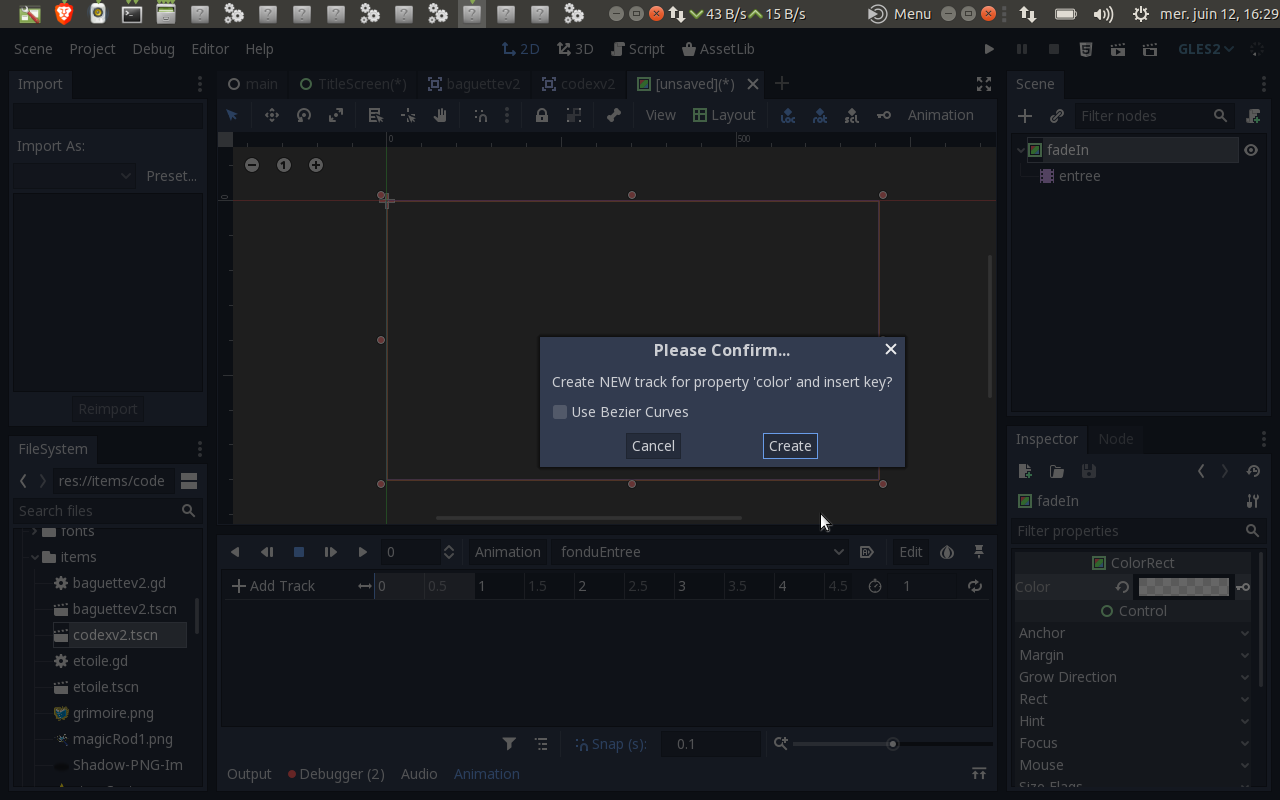 43 B/s 15 B/s Menu mer. juin 12, 16:29
Scene Project Debug Editor Help 2D 3D Script AssetLib GLES2
Import
main TitleScreen(*) baguettev2 codexv2 [unsaved](*)
Scene
View Layout Animation
Filter nodes
Import As:
Preset...
0 500
1
0
fadeIn
entree
Please Confirm...
Create NEW track for property 'color' and insert key?
Use Bezier Curves
Cancel Create
Reimport
FileSystem
res://items/code
Search files
fonts
items
baguettev2.gd
baguettev2.tscn
codexv2.tscn
etoile.gd
etoile.tscn
grimoire.png
magicRod1.png
Shadow-PNG-Im
0 Animation fonduEntree Edit
Add Track 0 0.5 1 1.5 2 2.5 3 3.5 4 4.5 1
Snap (s): 0.1
Output Debugger (2) Audio Animation
Inspector Node
fadeIn
Filter properties
ColorRect
Color
Control
Anchor
Margin
Grow Direction
Rect
Hint
Focus
Mouse
Size Flags